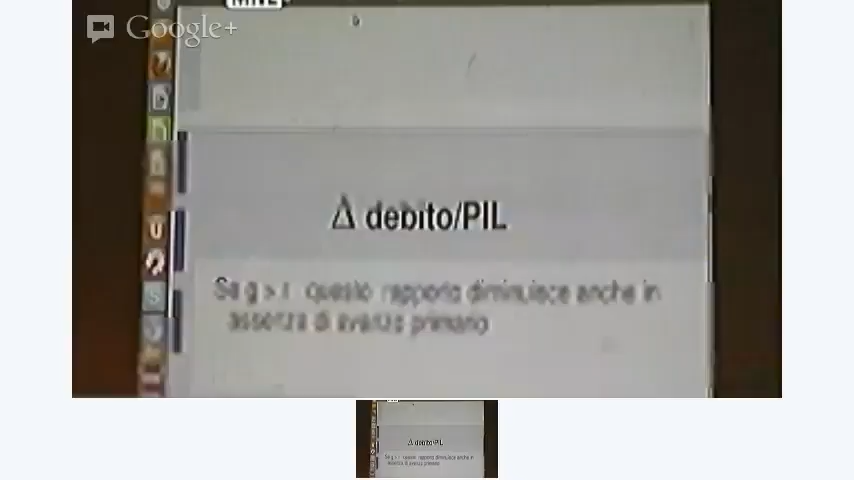 Google+
Δ debito/PIL
Se g > r questo rapporto diminuisce anche in
assenza di avanzo primario